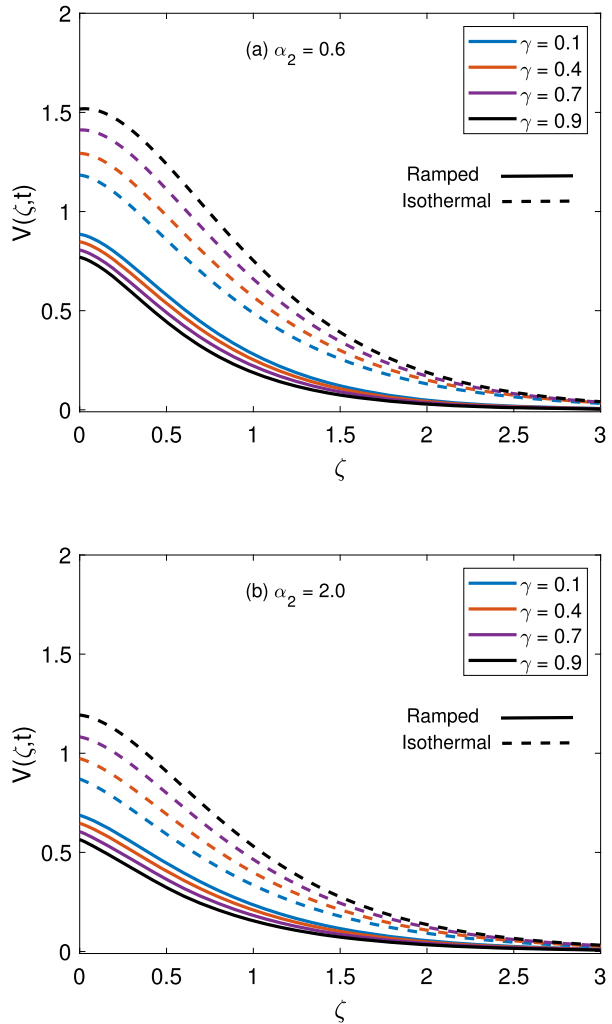 2
(a) α₂ = 0.6
γ = 0.1
γ = 0.4
γ = 0.7
γ = 0.9
1.5
Ramped
Isothermal
V(ζ,t)
1
0.5
0
0 0.5 1 1.5 2 2.5 3
ζ
2
(b) α₂ = 2.0
γ = 0.1
γ = 0.4
γ = 0.7
γ = 0.9
1.5
Ramped
Isothermal
V(ζ,t)
1
0.5
0
0 0.5 1 1.5 2 2.5 3
ζ